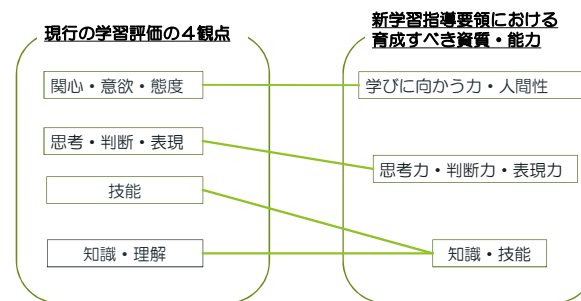 現行の学習評価の４観点
関心・意欲・態度
思考・判断・表現
技能
知識・理解
新学習指導要領における
育成すべき資質・能力
学びに向かう力・人間性
思考力・判断力・表現力
知識・技能